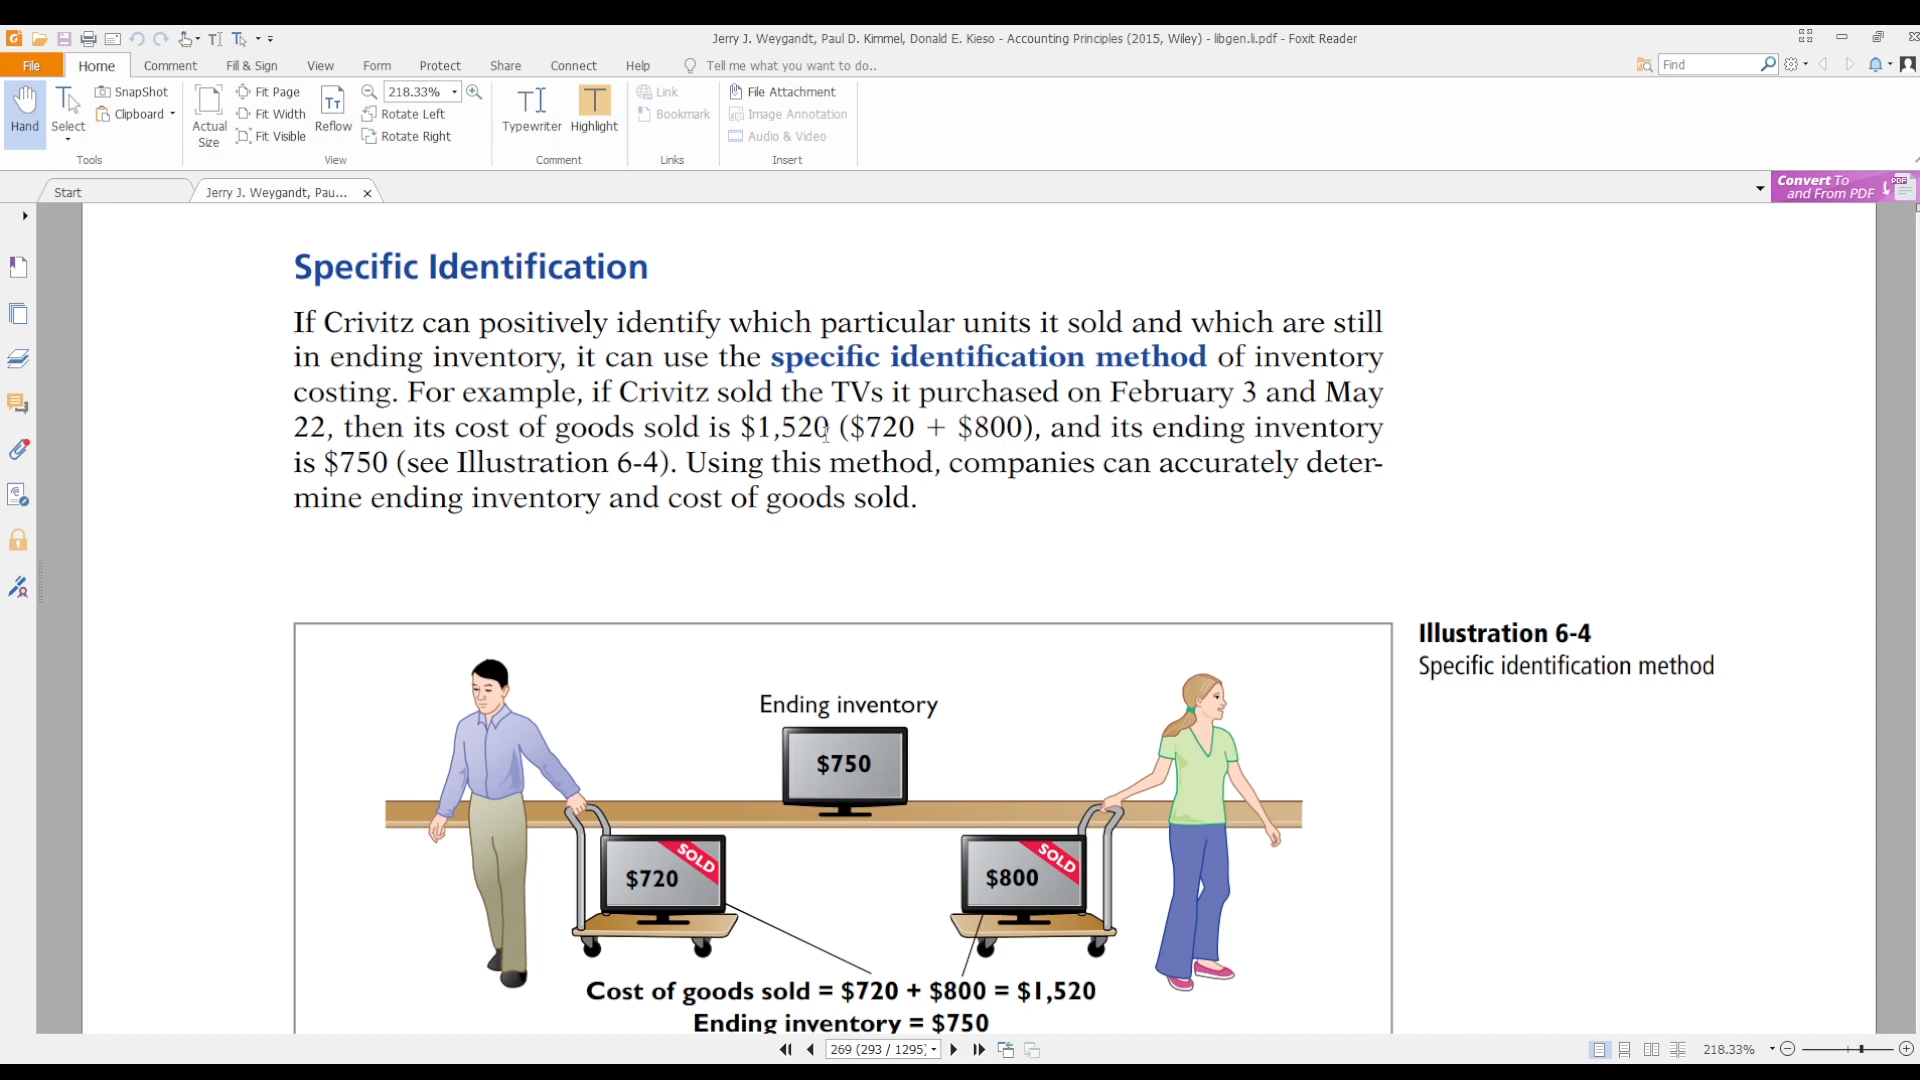 Jerry J. Weygandt, Paul D. Kimmel, Donald E. Kieso - Accounting Principles (2015, Wiley) - libgen.li.pdf - Foxit Reader
File Home Comment Fill & Sign View Form Protect Share Connect Help Tell me what you want to do.. Find
Hand
Select
SnapShot
Clipboard
Tools
Actual Size
Fit Page
Fit Width
Fit Visible
Reflow
218.33%
Rotate Left
Rotate Right
View
Typewriter
Highlight
Comment
Link
Bookmark
Links
File Attachment
Image Annotation
Audio & Video
Insert
Start
Jerry J. Weygandt, Pau...
Convert To
and From PDF
PDF
Specific Identification
If Crivitz can positively identify which particular units it sold and which are still
in ending inventory, it can use the specific identification method of inventory
costing. For example, if Crivitz sold the TVs it purchased on February 3 and May
22, then its cost of goods sold is $1,520 ($720 + $800), and its ending inventory
is $750 (see Illustration 6-4). Using this method, companies can accurately deter-
mine ending inventory and cost of goods sold.
Illustration 6-4
Specific identification method
Ending inventory
$750
SOLD
$720
SOLD
$800
Cost of goods sold = $720 + $800 = $1,520
Ending inventory = $750
269 (293 / 1295)
218.33%